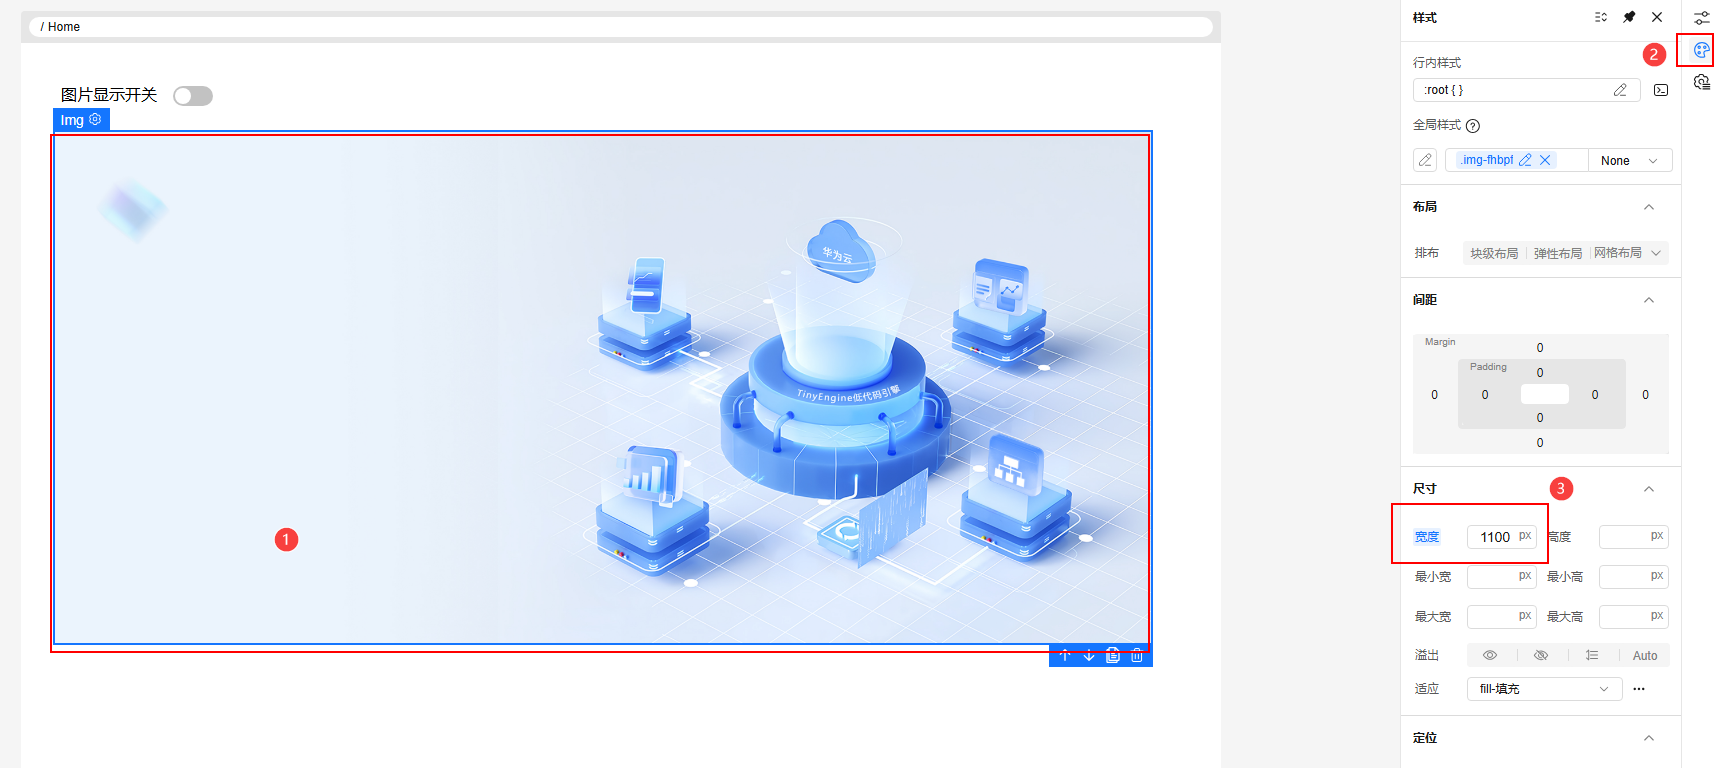 / Home
图片显示开关
Img
华为云
TinyEngine低代码引擎
1
样式
2
行内样式
:root { }
全局样式
.img-fhbpf
None
布局
排布 块级布局 弹性布局 网格布局
间距
Margin
0
Padding
0
0 0 0 0
0
0
尺寸
3
宽度 1100 px 高度 px
最小宽 px 最小高 px
最大宽 px 最大高 px
溢出 Auto
适应 fill-填充
定位